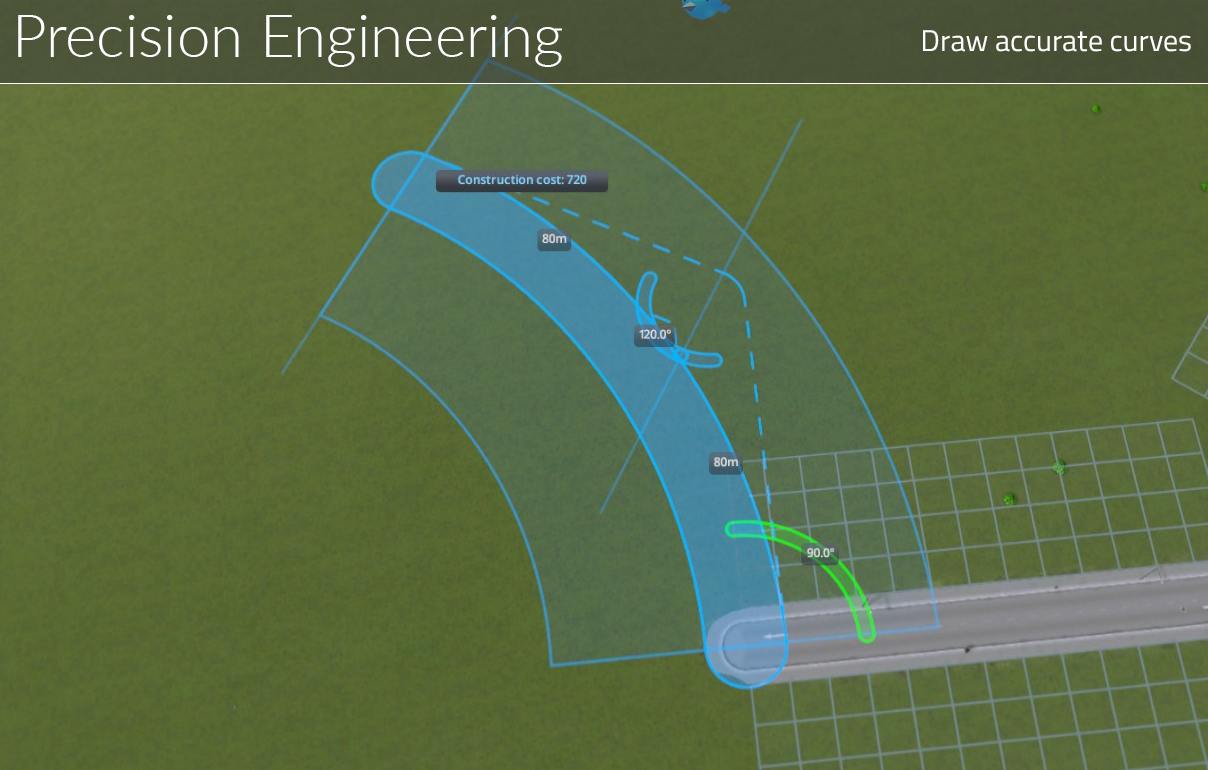 Precision Engineering
Draw accurate curves
Construction cost: 720
80m
120.0°
80m
90.0°